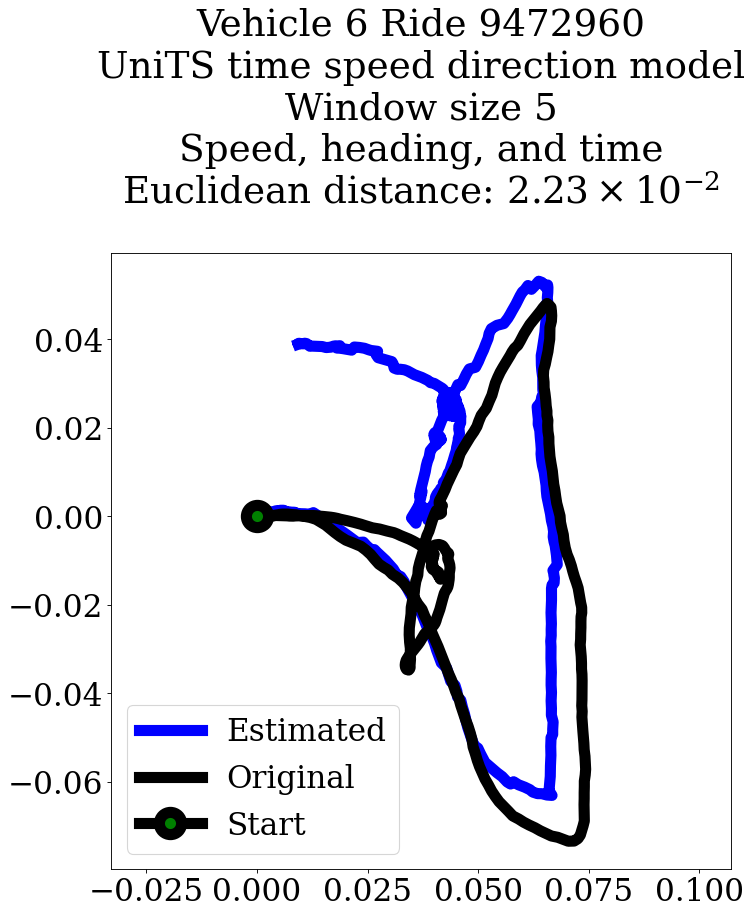 Vehicle 6 Ride 9472960
UniTS time speed direction model
Window size 5
Speed, heading, and time
Euclidean distance: 2.23 × 10⁻²
0.04
0.02
0.00
−0.02
−0.04
−0.06
Estimated
Original
Start
−0.025 0.000 0.025 0.050 0.075 0.100